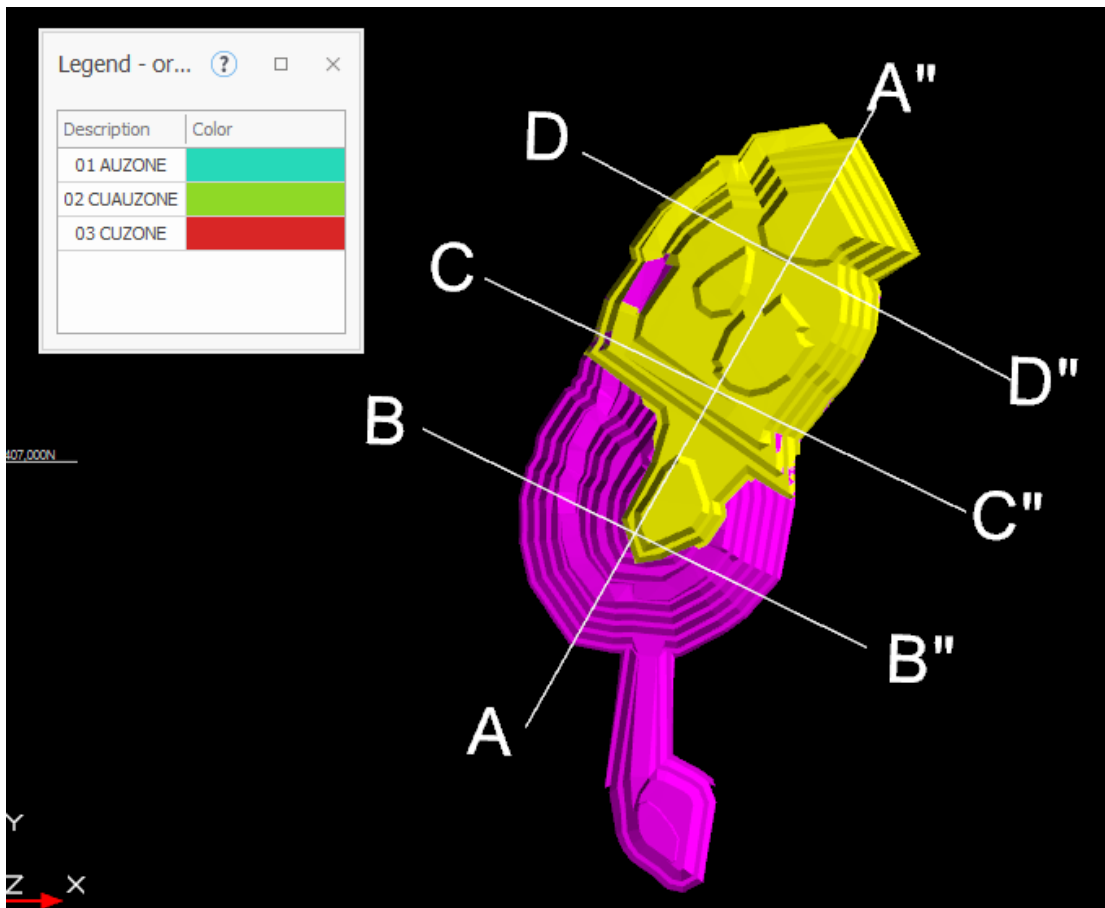 Legend - or... ?
Description Color
01 AUZONE
02 CUAUZONE
03 CUZONE
A"
D
C
D"
B
407,000N
C"
B"
A
Y
Z X